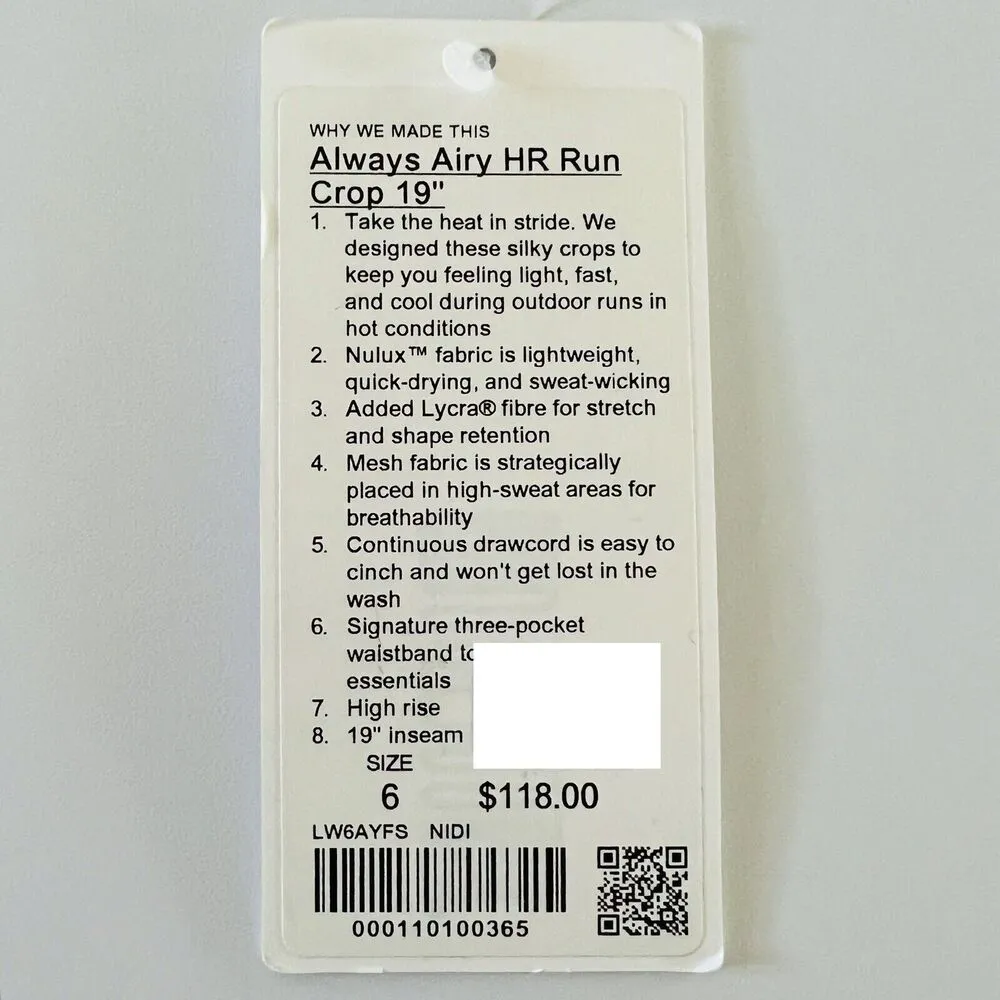 WHY WE MADE THIS
Always Airy HR Run
Crop 19"
1. Take the heat in stride. We
designed these silky crops to
keep you feeling light, fast,
and cool during outdoor runs in
hot conditions
2. Nulux™ fabric is lightweight,
quick-drying, and sweat-wicking
3. Added Lycra® fibre for stretch
and shape retention
4. Mesh fabric is strategically
placed in high-sweat areas for
breathability
5. Continuous drawcord is easy to
cinch and won't get lost in the
wash
6. Signature three-pocket
waistband to
essentials
7. High rise
8. 19" inseam
SIZE
6 $118.00
LW6AYFS NIDI
000110100365